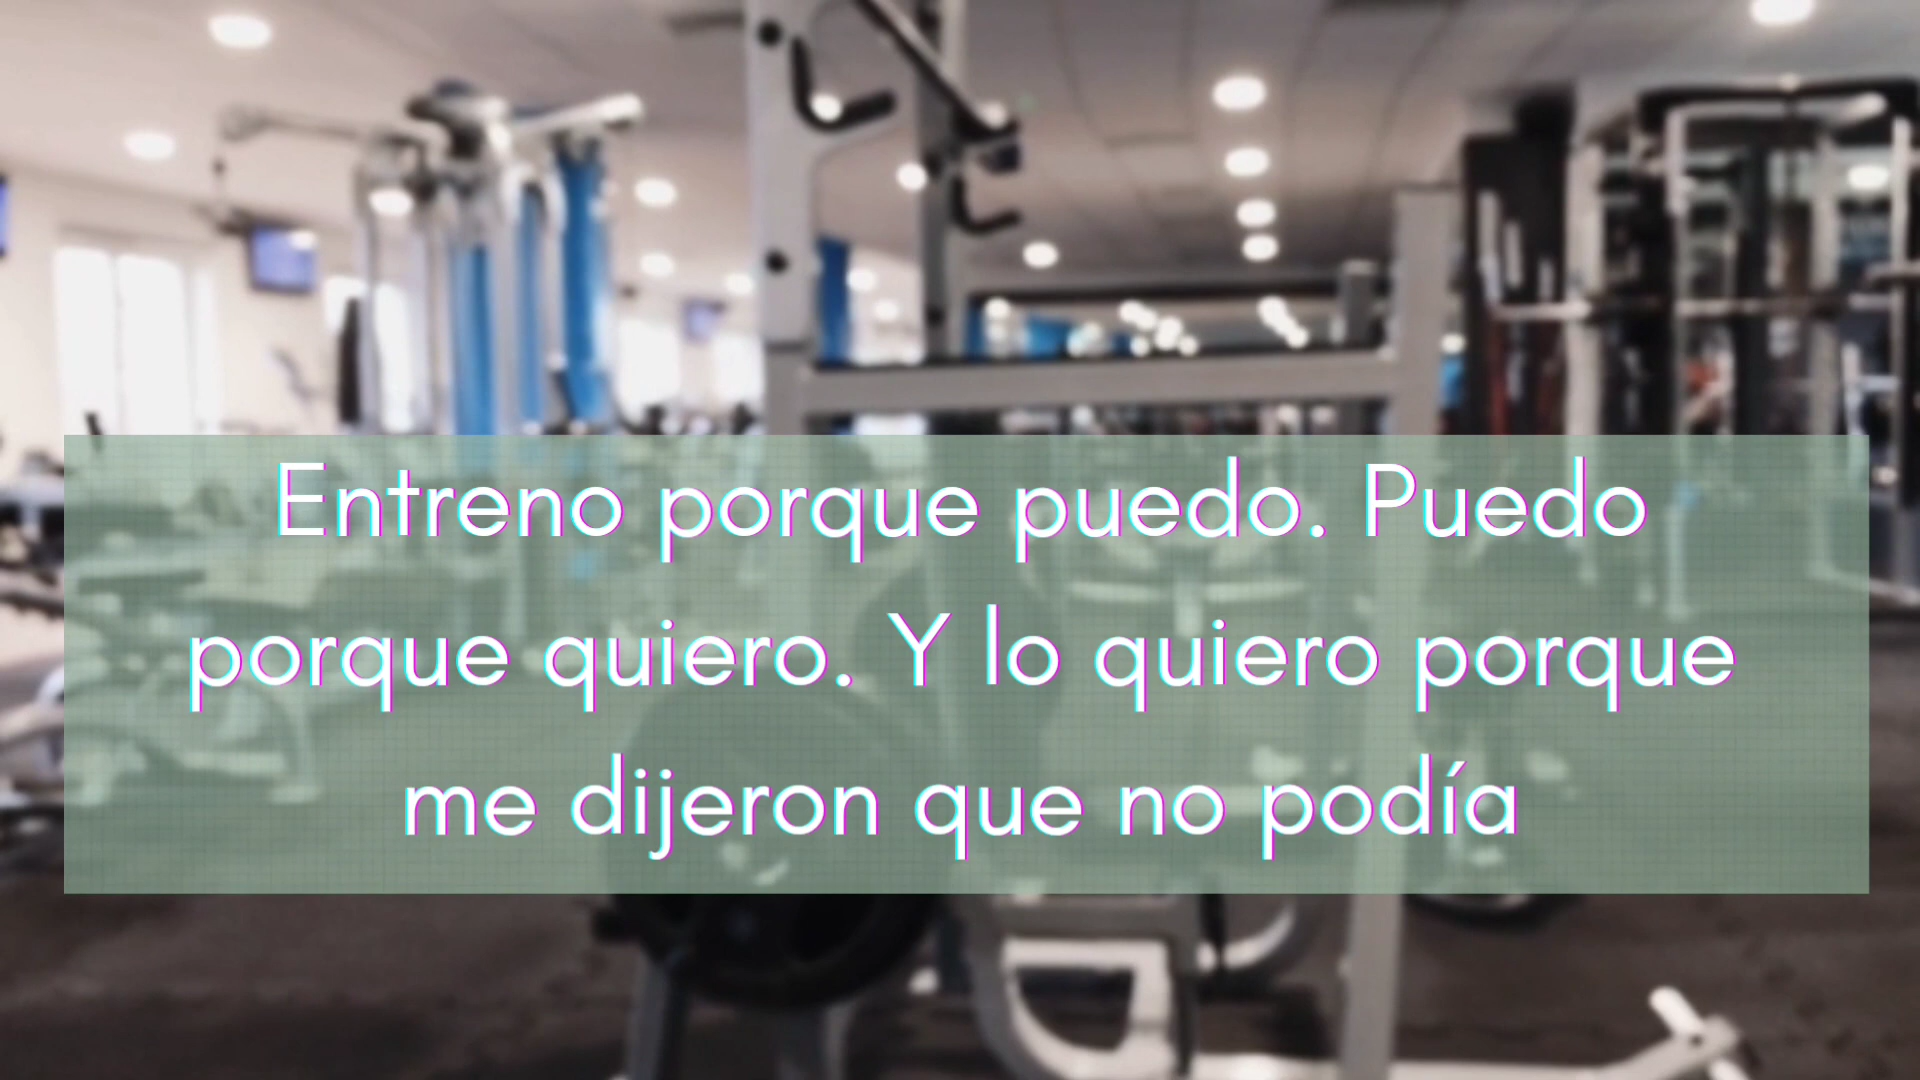 Entreno porque puedo. Puedo
porque quiero. Y lo quiero porque
me dijeron que no podía